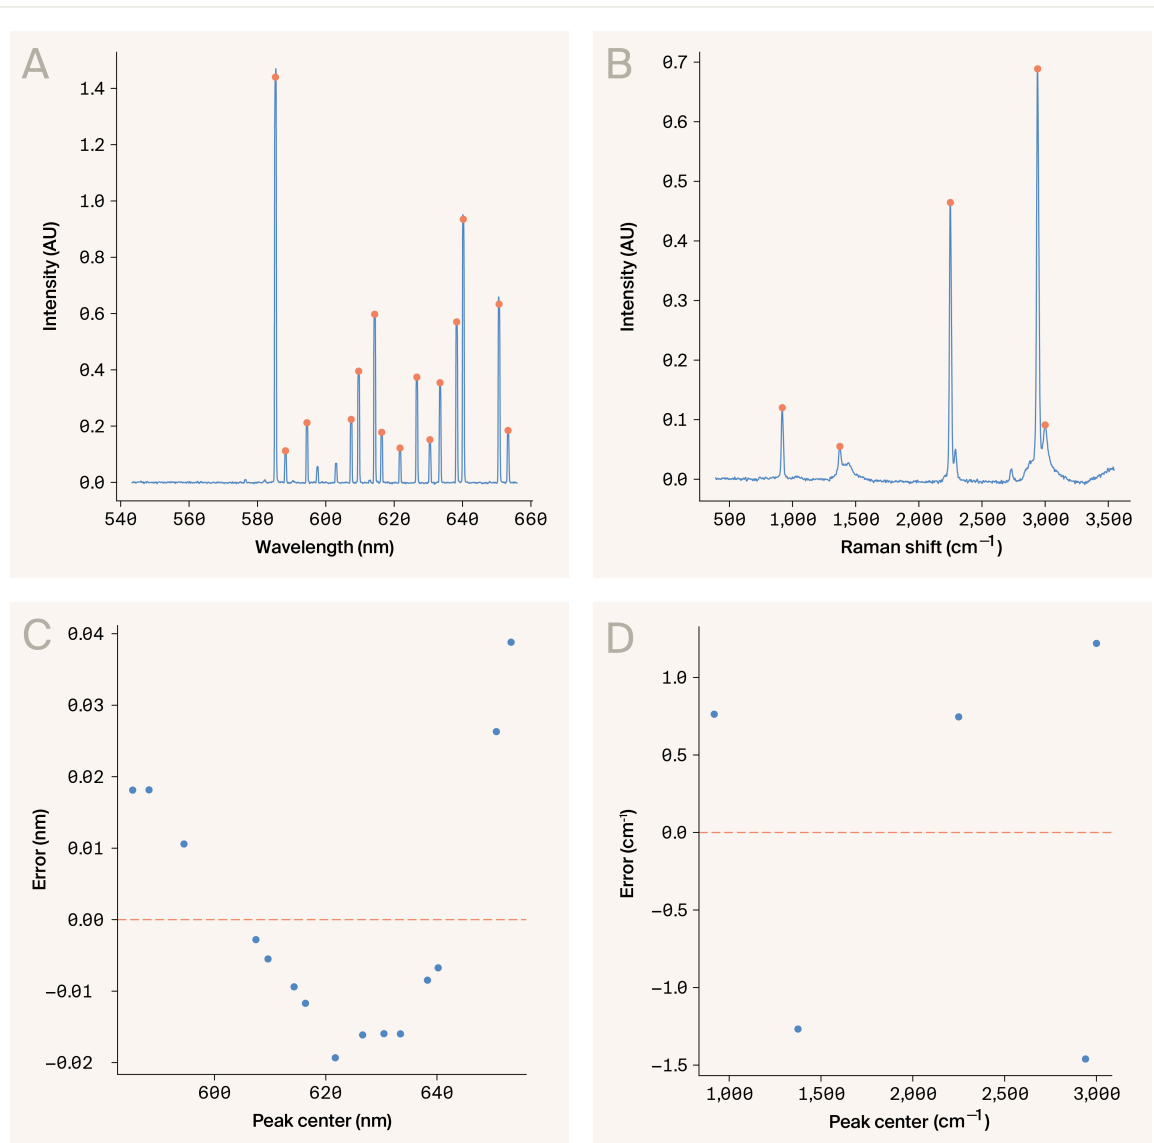 A
1.4
1.2
1.0
0.8
0.6
0.4
0.2
0.0
Intensity (AU)
540 560 580 600 620 640 660
Wavelength (nm)
B
0.7
0.6
0.5
0.4
0.3
0.2
0.1
0.0
Intensity (AU)
500 1,000 1,500 2,000 2,500 3,000 3,500
Raman shift (cm⁻¹)
C
0.04
0.03
0.02
0.01
0.00
−0.01
−0.02
Error (nm)
600 620 640
Peak center (nm)
D
1.0
0.5
0.0
−0.5
−1.0
−1.5
Error (cm⁻¹)
1,000 1,500 2,000 2,500 3,000
Peak center (cm⁻¹)